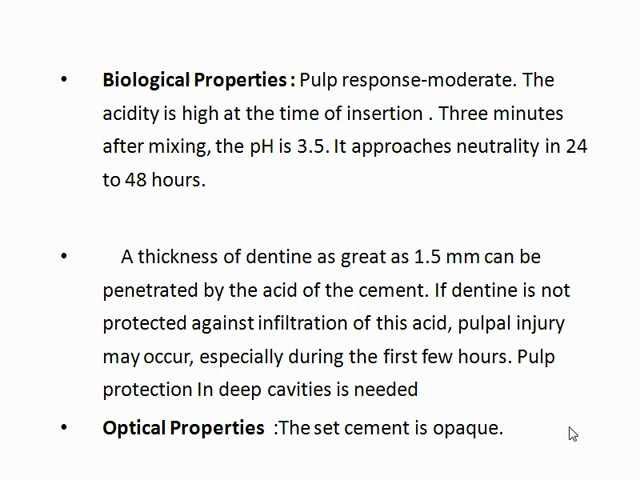 • Biological Properties : Pulp response-moderate. The
acidity is high at the time of insertion . Three minutes
after mixing, the pH is 3.5. It approaches neutrality in 24
to 48 hours.
• A thickness of dentine as great as 1.5 mm can be
penetrated by the acid of the cement. If dentine is not
protected against infiltration of this acid, pulpal injury
may occur, especially during the first few hours. Pulp
protection In deep cavities is needed
• Optical Properties :The set cement is opaque.